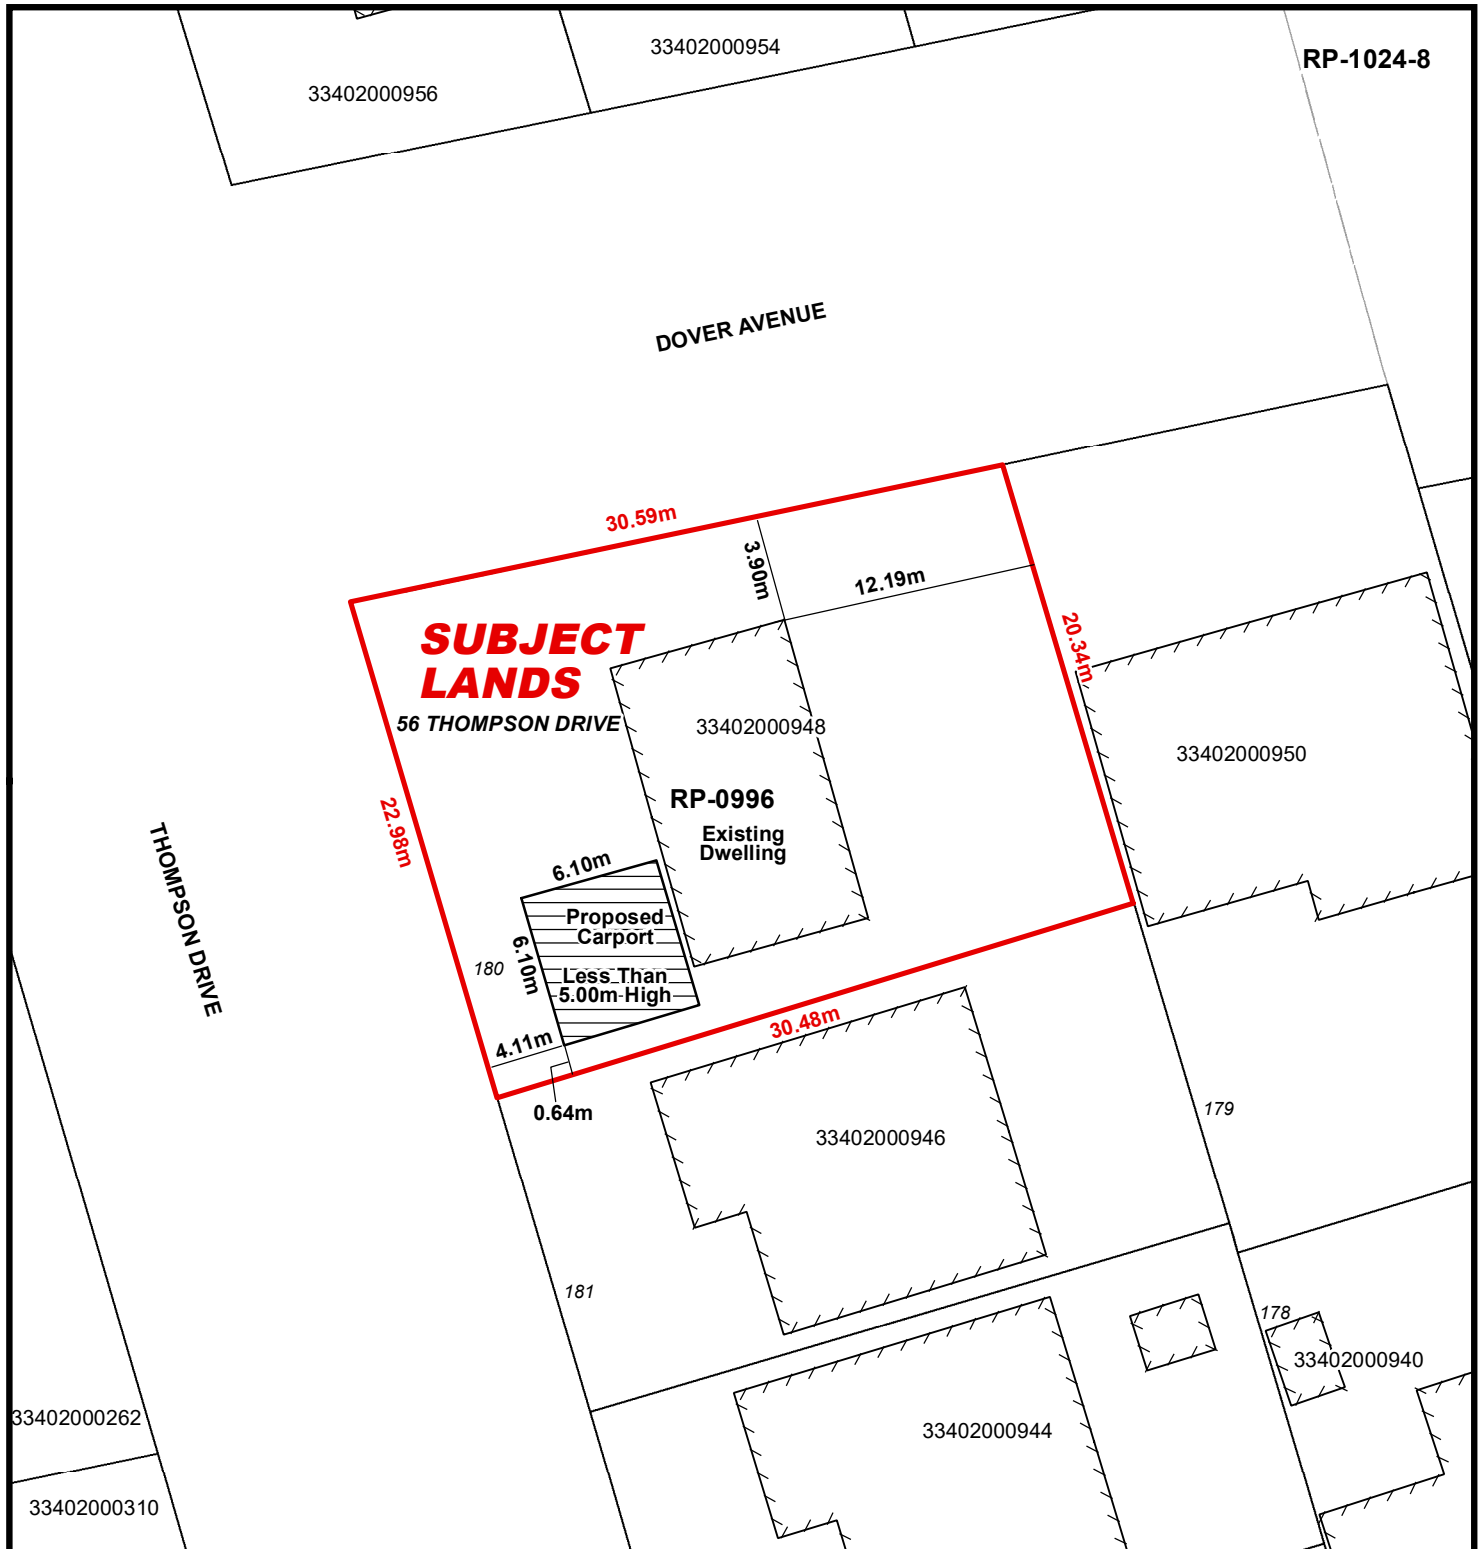 33402000954
RP-1024-8
33402000956
DOVER AVENUE
30.59m
3.90m
12.19m
SUBJECT
LANDS
56 THOMPSON DRIVE
20.34m
33402000948
33402000950
RP-0996
22.98m
Existing
Dwelling
THOMPSON DRIVE
6.10m
Proposed
Carport
6.10m
180
Less Than
5.00m High
30.48m
4.11m
0.64m
179
33402000946
181
178
33402000940
33402000262
33402000944
33402000310